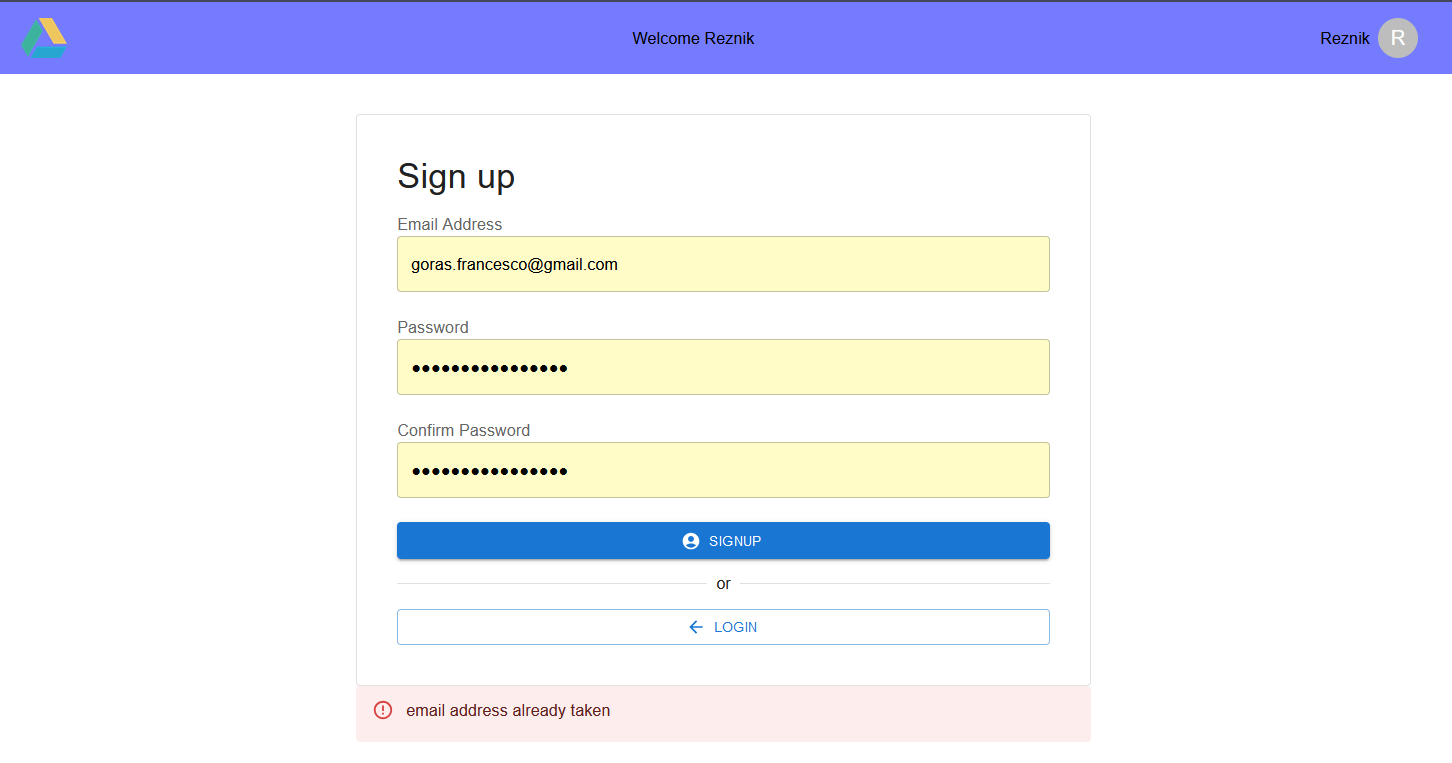 Welcome Reznik
Reznik R
Sign up
Email Address
goras.francesco@gmail.com
Password
••••••••••••••••
Confirm Password
••••••••••••••••
SIGNUP
or
LOGIN
email address already taken